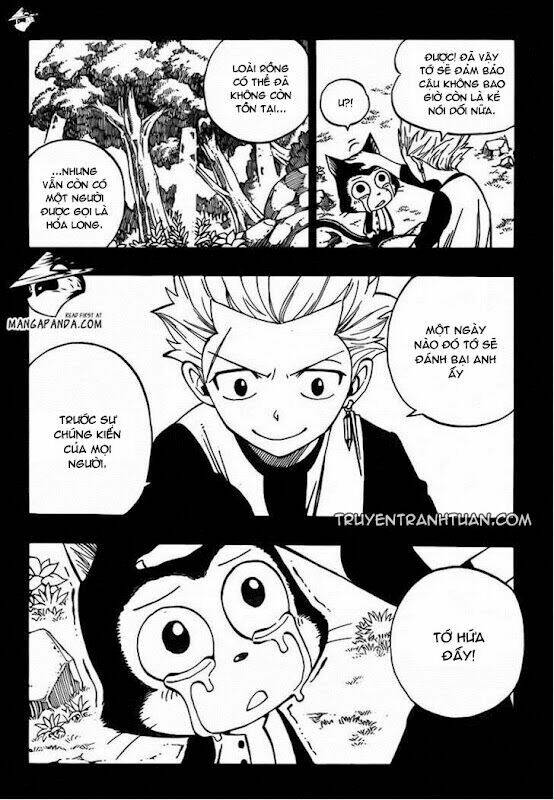 ĐƯỢC! ĐÃ VẬY
TỚ SẼ ĐẢM BẢO
CẬU KHÔNG BAO
GIỜ CÒN LÀ KẺ
NÓI DỐI NỮA.
U?!
LOÀI RỒNG
CÓ THỂ ĐÃ
KHÔNG CÒN
TỒN TẠI...
...NHƯNG
VẪN CÒN CÓ
MỘT NGƯỜI
ĐƯỢC GỌI LÀ
HỎA LONG.
READ FIRST AT
MANGAPANDA.COM
MỘT NGÀY
NÀO ĐÓ TỚ SẼ
ĐÁNH BẠI ANH
ẤY
TRƯỚC SỰ
CHỨNG KIẾN
CỦA MỌI
NGƯỜI.
TRUYENTRANHTUAN.COM
TỚ HỨA
ĐẤY!